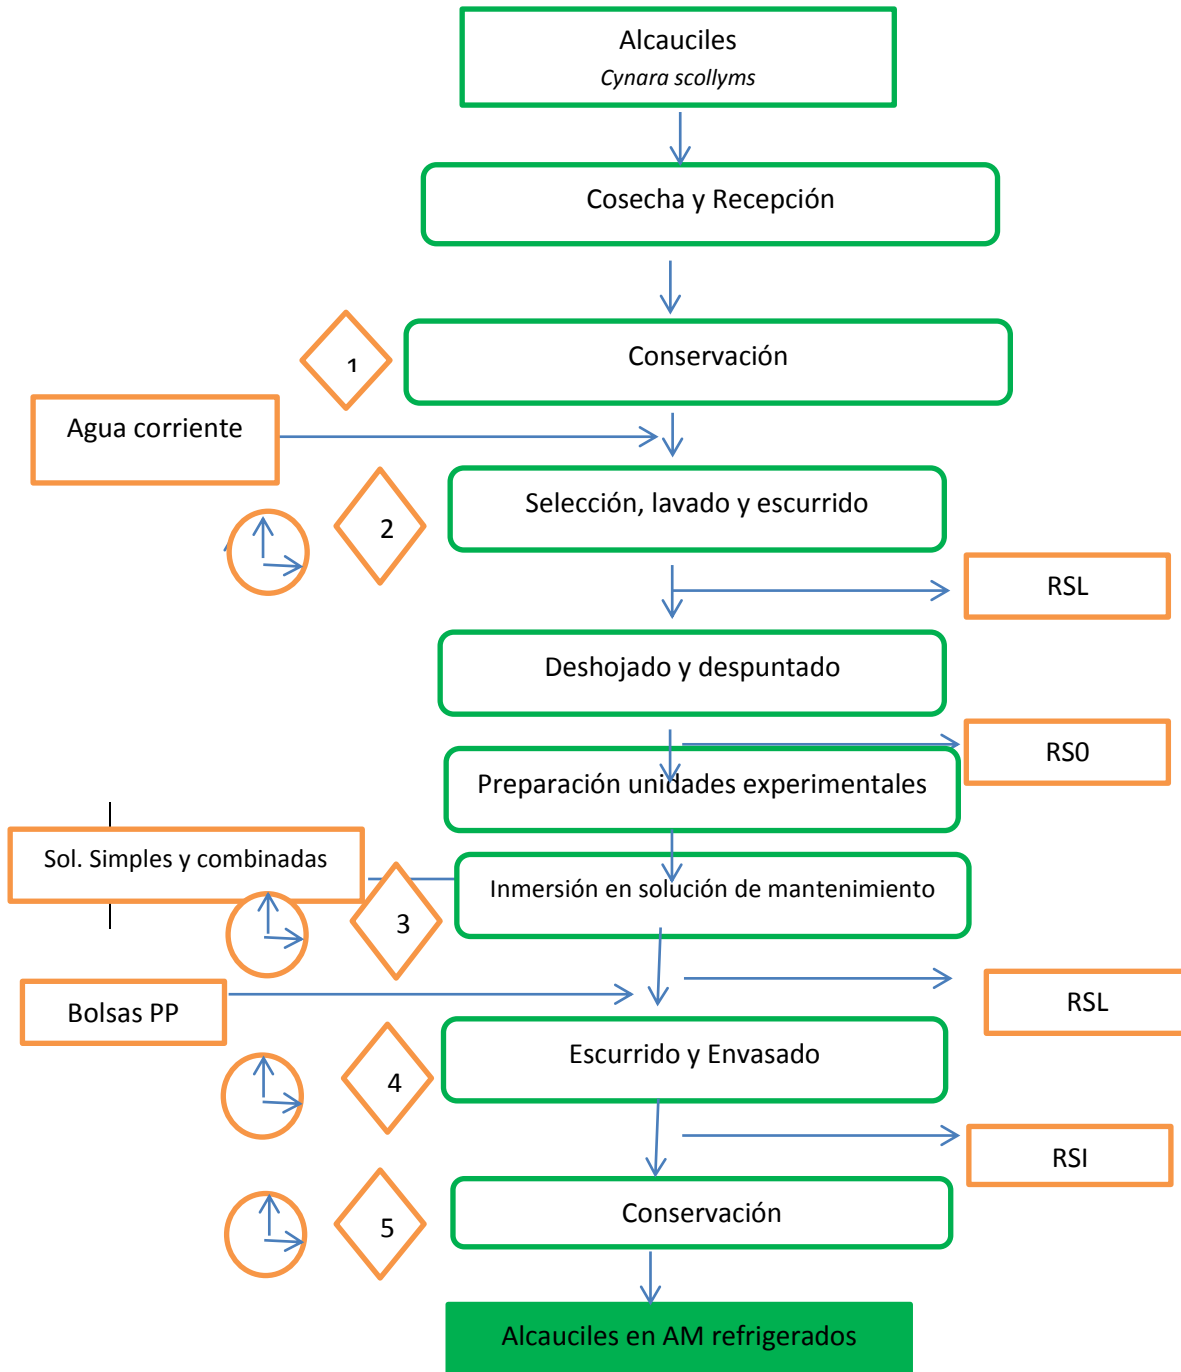 Alcauciles
Cynara scollyms
Cosecha y Recepción
1
Conservación
Agua corriente
2
Selección, lavado y escurrido
RSL
Deshojado y despuntado
RS0
Preparación unidades experimentales
Sol. Simples y combinadas
3
Inmersión en solución de mantenimiento
Bolsas PP
RSL
4
Escurrido y Envasado
RSI
5
Conservación
Alcauciles en AM refrigerados